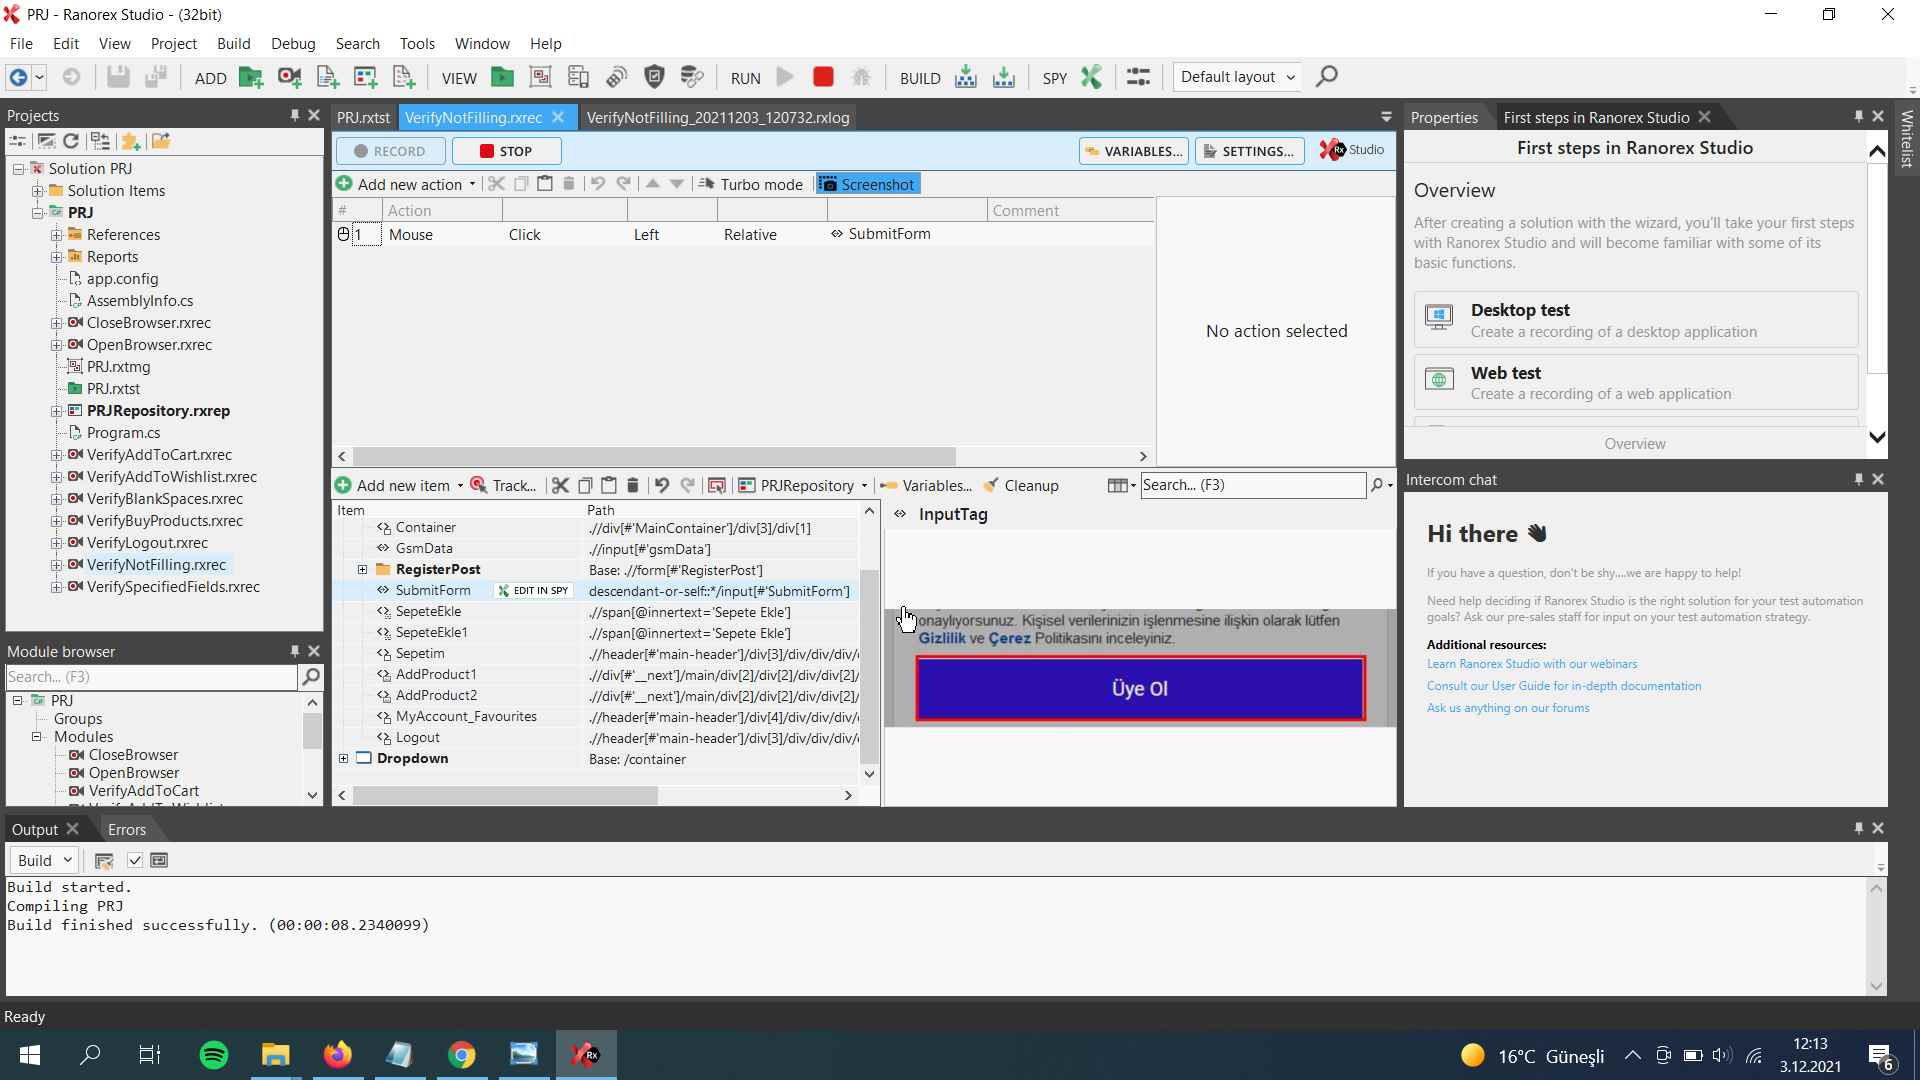 PRJ - Ranorex Studio - (32bit)
File Edit View Project Build Debug Search Tools Window Help
ADD VIEW RUN BUILD SPY Default layout
Projects
Solution PRJ
Solution Items
PRJ
References
Reports
app.config
AssemblyInfo.cs
CloseBrowser.rxrec
OpenBrowser.rxrec
PRJ.rxtmg
PRJ.rxtst
PRJRepository.rxrep
Program.cs
VerifyAddToCart.rxrec
VerifyAddToWishlist.rxrec
VerifyBlankSpaces.rxrec
VerifyBuyProducts.rxrec
VerifyLogout.rxrec
VerifyNotFilling.rxrec
VerifySpecifiedFields.rxrec
Module browser
Search... (F3)
PRJ
Groups
Modules
CloseBrowser
OpenBrowser
VerifyAddToCart
PRJ.rxtst VerifyNotFilling.rxrec VerifyNotFilling_20211203_120732.rxlog
RECORD STOP VARIABLES... SETTINGS... Rx Studio
Add new action Turbo mode Screenshot
# Action Comment
1 Mouse Click Left Relative SubmitForm
No action selected
Add new item Track... PRJRepository Variables... Cleanup Search... (F3)
Item Path
Container .//div[#'MainContainer']/div[3]/div[1]
GsmData .//input[#'gsmData']
RegisterPost Base: .//form[#'RegisterPost']
SubmitForm EDIT IN SPY descendant-or-self::*/input[#'SubmitForm']
SepeteEkle .//span[@innertext='Sepete Ekle']
SepeteEkle1 .//span[@innertext='Sepete Ekle']
Sepetim .//header[#'main-header']/div[3]/div/div/
AddProduct1 .//div[#'__next']/main/div[2]/div[2]/div[2]/
AddProduct2 .//div[#'__next']/main/div[2]/div[2]/div[2]/
MyAccount_Favourites .//header[#'main-header']/div[4]/div/div/div/
Logout .//header[#'main-header']/div[3]/div/div/div/
Dropdown Base: /container
InputTag
onaylıyorsunuz. Kişisel verilerinizin işlenmesine ilişkin olarak lütfen
Gizlilik ve Çerez Politikasını inceleyiniz.
Üye Ol
Properties First steps in Ranorex Studio
First steps in Ranorex Studio
Overview
After creating a solution with the wizard, you'll take your first steps
with Ranorex Studio and will become familiar with some of its
basic functions.
Desktop test
Create a recording of a desktop application
Web test
Create a recording of a web application
Overview
Whitelist
Intercom chat
Hi there
If you have a question, don't be shy....we are happy to help!
Need help deciding if Ranorex Studio is the right solution for your test automation
goals? Ask our pre-sales staff for input on your test automation strategy.
Additional resources:
Learn Ranorex Studio with our webinars
Consult our User Guide for in-depth documentation
Ask us anything on our forums
Output Errors
Build
Build started.
Compiling PRJ
Build finished successfully. (00:00:08.2340099)
Ready
Rx
16°C Güneşli
12:13
3.12.2021
6